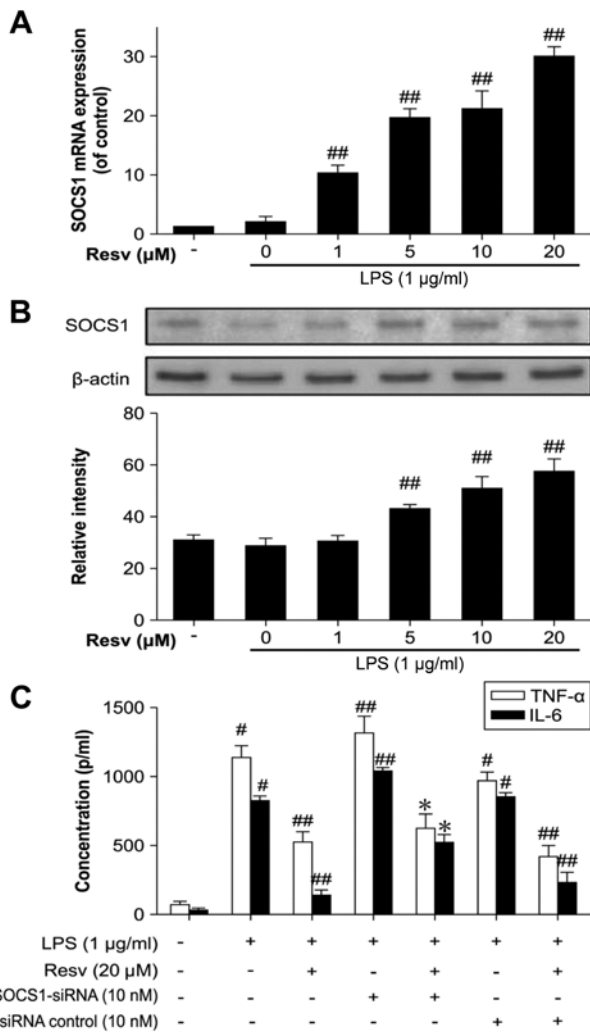 A
SOCS1 mRNA expression
(of control)
30
20
10
0
## ## ## ## ##
Resv (µM) - 0 1 5 10 20
LPS (1 µg/ml)
B
SOCS1
β-actin
Relative intensity
80
60
40
20
0
## ## ##
Resv (µM) - 0 1 5 10 20
LPS (1 µg/ml)
C
TNF-α
IL-6
Concentration (p/ml)
1500
1000
500
0
# # ## ## ## ## * * # # ## ##
LPS (1 µg/ml) - + + + + + +
Resv (20 µM) - - + - + - +
SOCS1-siRNA (10 nM) - - - + + - -
siRNA control (10 nM) - - - - - + +